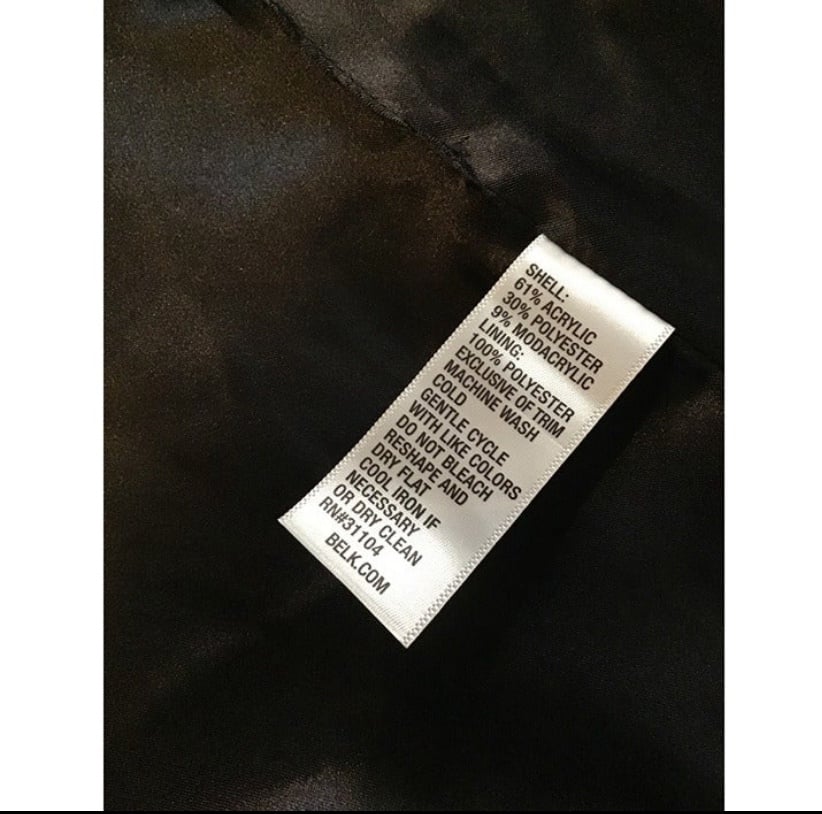 SHELL:
61% ACRYLIC
30% POLYESTER
9% MODACRYLIC
LINING:
100% POLYESTER
EXCLUSIVE OF TRIM
MACHINE WASH
COLD
GENTLE CYCLE
WITH LIKE COLORS
DO NOT BLEACH
RESHAPE AND
DRY FLAT
COOL IRON IF
NECESSARY
OR DRY CLEAN
RN#31104
BELK.COM